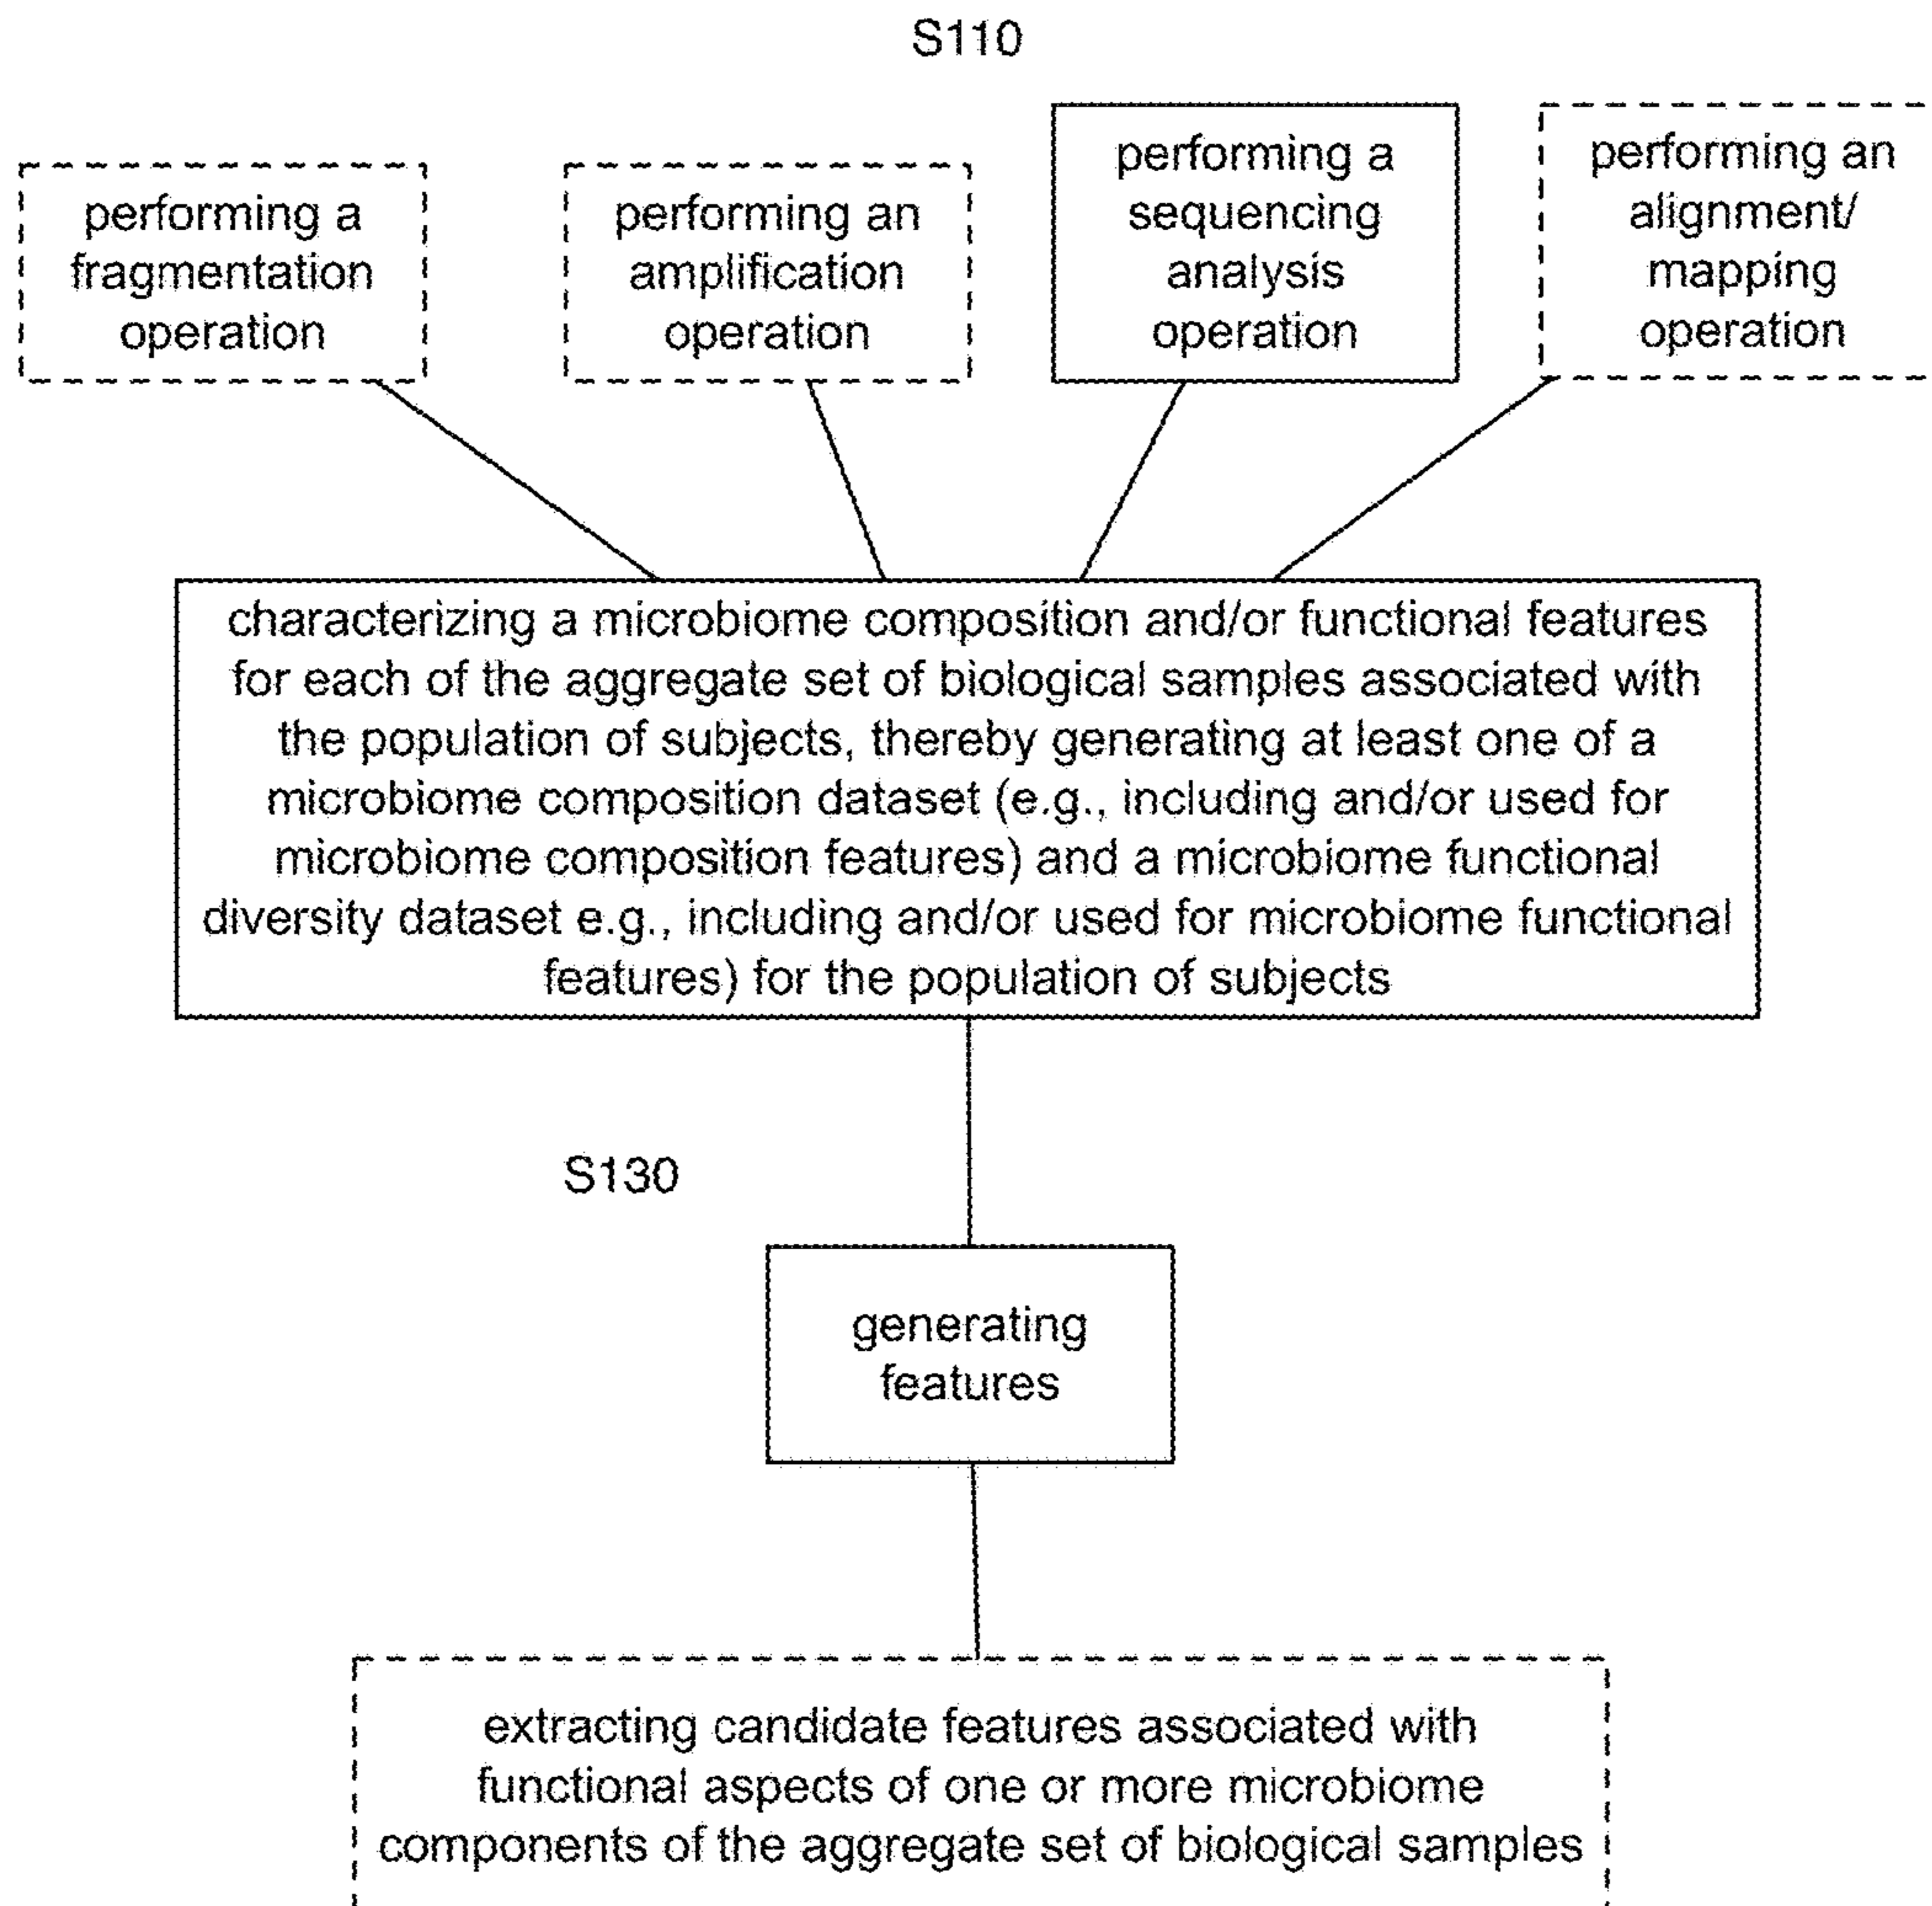 S110
performing a
fragmentation
operation
performing an
amplification
operation
performing a
sequencing
analysis
operation
performing an
alignment/
mapping
operation
characterizing a microbiome composition and/or functional features
for each of the aggregate set of biological samples associated with
the population of subjects, thereby generating at least one of a
microbiome composition dataset (e.g., including and/or used for
microbiome composition features) and a microbiome functional
diversity dataset e.g., including and/or used for microbiome functional
features) for the population of subjects
S130
generating
features
extracting candidate features associated with
functional aspects of one or more microbiome
components of the aggregate set of biological samples